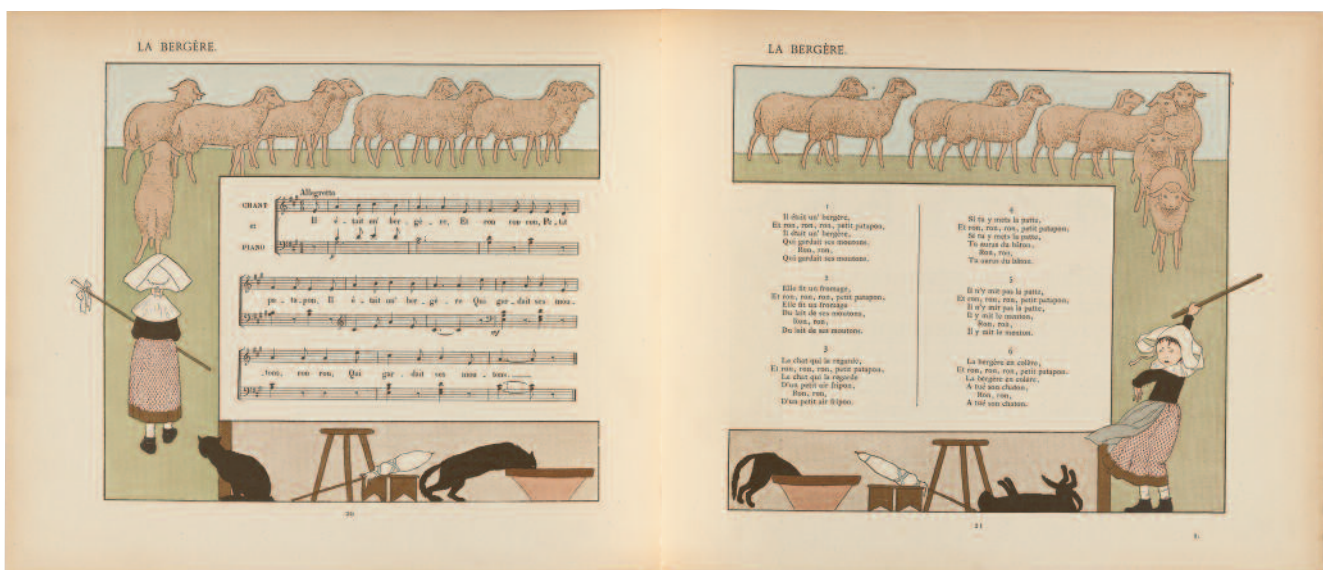 LA BERGÈRE.
Allegretto
CHANT
et
PIANO
Il é-tait un' ber-gè-re, Et ron ron ron, Pe-tit
pa-ta-pon, Il é-tait un' ber-gè-re Qui gar-dait ses mou-
-tons, ron ron, Qui gar-dait ses mou-tons.
20
LA BERGÈRE.
1
Il était un' bergère,
Et ron, ron, ron, petit patapon,
Il était un' bergère,
Qui gardait ses moutons,
Ron, ron,
Qui gardait ses moutons.
2
Elle fit un fromage,
Et ron, ron, ron, petit patapon,
Elle fit un fromage
Du lait de ses moutons,
Ron, ron,
Du lait de ses moutons.
3
Le chat qui la regarde,
Et ron, ron, ron, petit patapon,
Le chat qui la regarde
D'un petit air fripon,
Ron, ron,
D'un petit air fripon.
4
Si tu y mets la patte,
Et ron, ron, ron, petit patapon,
Si tu y mets la patte,
Tu auras du bâton,
Ron, ron,
Tu auras du bâton.
5
Il n'y mit pas la patte,
Et ron, ron, ron, petit patapon,
Il n'y mit pas la patte,
Il y mit le menton,
Ron, ron,
Il y mit le menton.
6
La bergère en colère,
Et ron, ron, ron, petit patapon,
La bergère en colère,
A tué son chaton,
Ron, ron,
A tué son chaton.
21